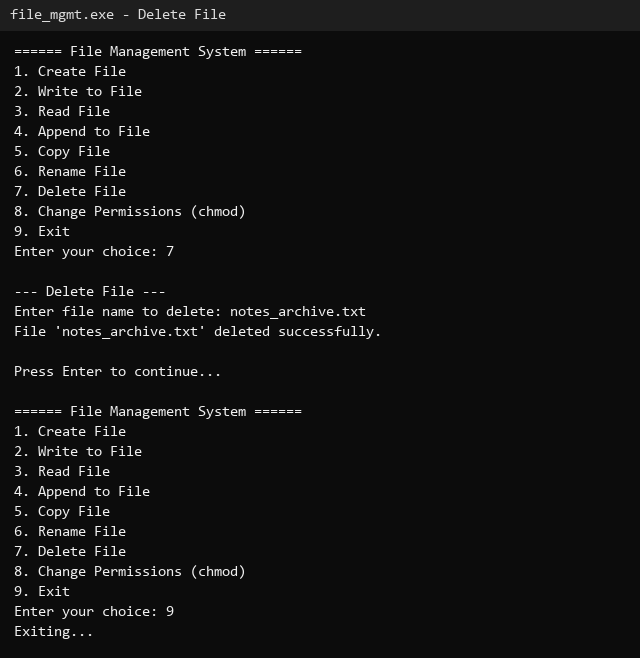 file_mgmt.exe - Delete File
====== File Management System ======
1. Create File
2. Write to File
3. Read File
4. Append to File
5. Copy File
6. Rename File
7. Delete File
8. Change Permissions (chmod)
9. Exit
Enter your choice: 7
--- Delete File ---
Enter file name to delete: notes_archive.txt
File 'notes_archive.txt' deleted successfully.
Press Enter to continue...
====== File Management System ======
1. Create File
2. Write to File
3. Read File
4. Append to File
5. Copy File
6. Rename File
7. Delete File
8. Change Permissions (chmod)
9. Exit
Enter your choice: 9
Exiting...